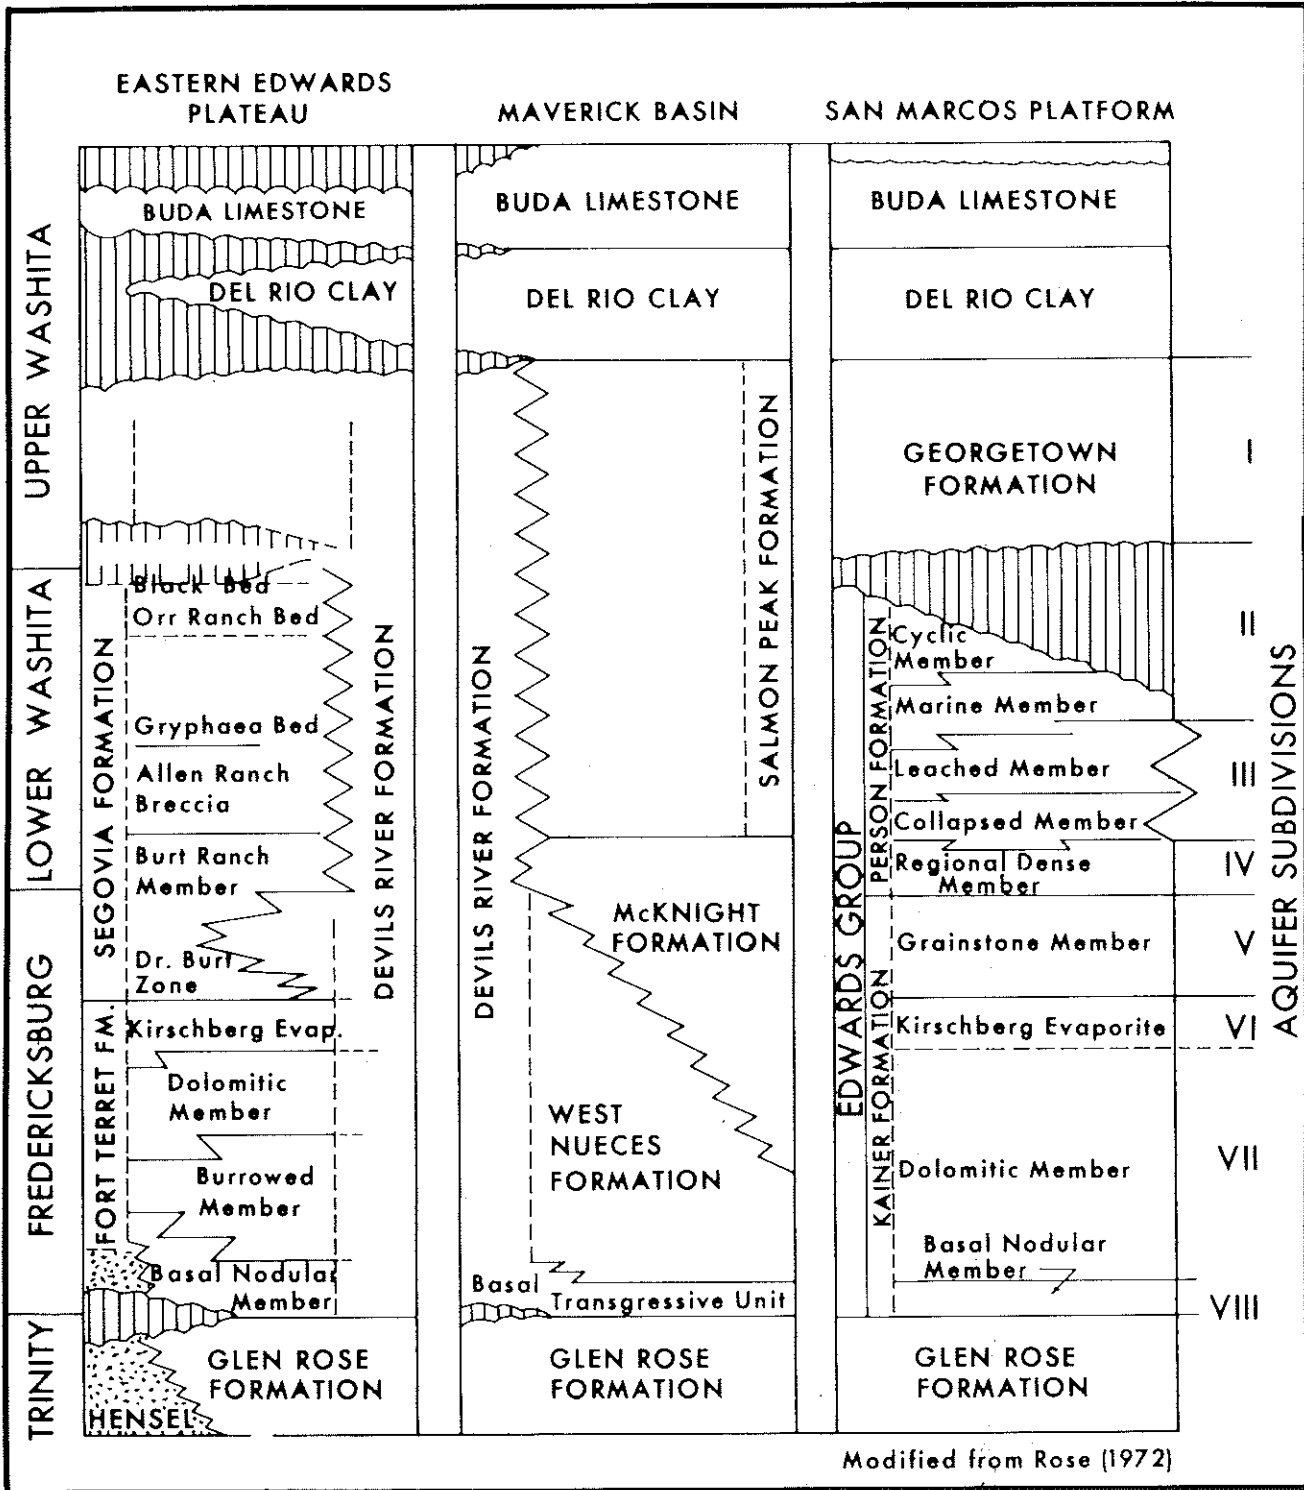 EASTERN EDWARDS
PLATEAU
MAVERICK BASIN
SAN MARCOS PLATFORM
UPPER WASHITA
LOWER WASHITA
FREDERICKSBURG
TRINITY
BUDA LIMESTONE
DEL RIO CLAY
SEGOVIA FORMATION
FORT TERRET FM.
Black Bed
Orr Ranch Bed
Gryphaea Bed
Allen Ranch
Breccia
Burt Ranch
Member
Dr. Burt
Zone
Kirschberg Evap.
Dolomitic
Member
Burrowed
Member
Basal Nodular
Member
GLEN ROSE
FORMATION
HENSEL
DEVILS RIVER FORMATION
BUDA LIMESTONE
DEL RIO CLAY
DEVILS RIVER FORMATION
SALMON PEAK FORMATION
McKNIGHT
FORMATION
WEST
NUECES
FORMATION
Basal
Transgressive Unit
GLEN ROSE
FORMATION
BUDA LIMESTONE
DEL RIO CLAY
GEORGETOWN
FORMATION
EDWARDS GROUP
PERSON FORMATION
KAINER FORMATION
Cyclic
Member
Marine Member
Leached Member
Collapsed Member
Regional Dense
Member
Grainstone Member
Kirschberg Evaporite
Dolomitic Member
Basal Nodular
Member
GLEN ROSE
FORMATION
I
II
III
IV
V
VI
VII
VIII
AQUIFER SUBDIVISIONS
Modified from Rose (1972)